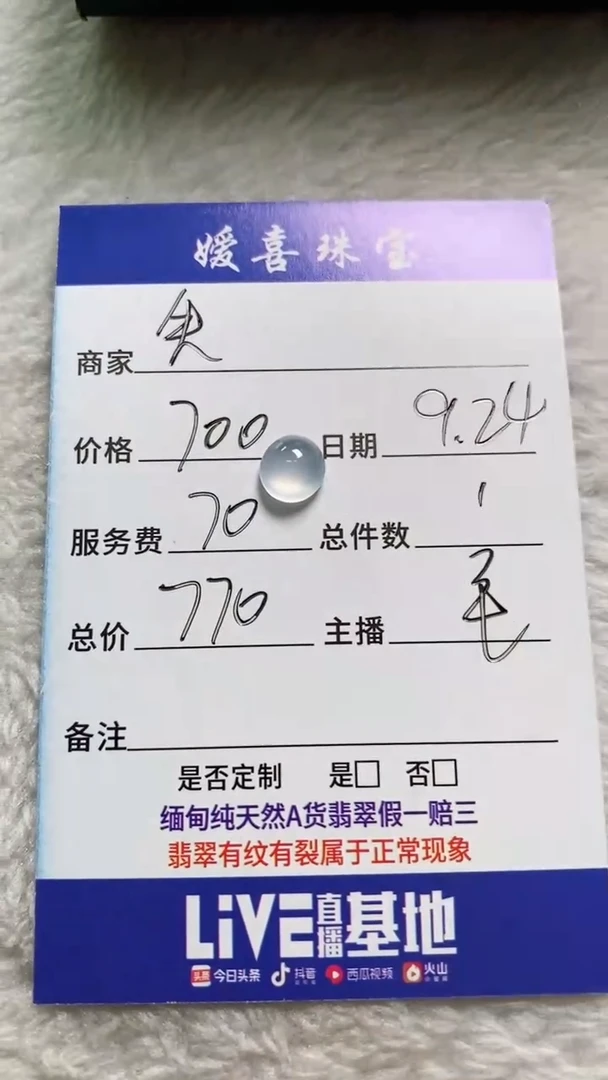 媛喜珠宝
商家
价格 700 日期 9.24
服务费 70 总件数 1
总价 770 主播
备注
是否定制 是□ 否□
缅甸纯天然A货翡翠假一赔三
翡翠有纹有裂属于正常现象
LiVE直播基地
头条 今日头条 抖音 西瓜视频 火山